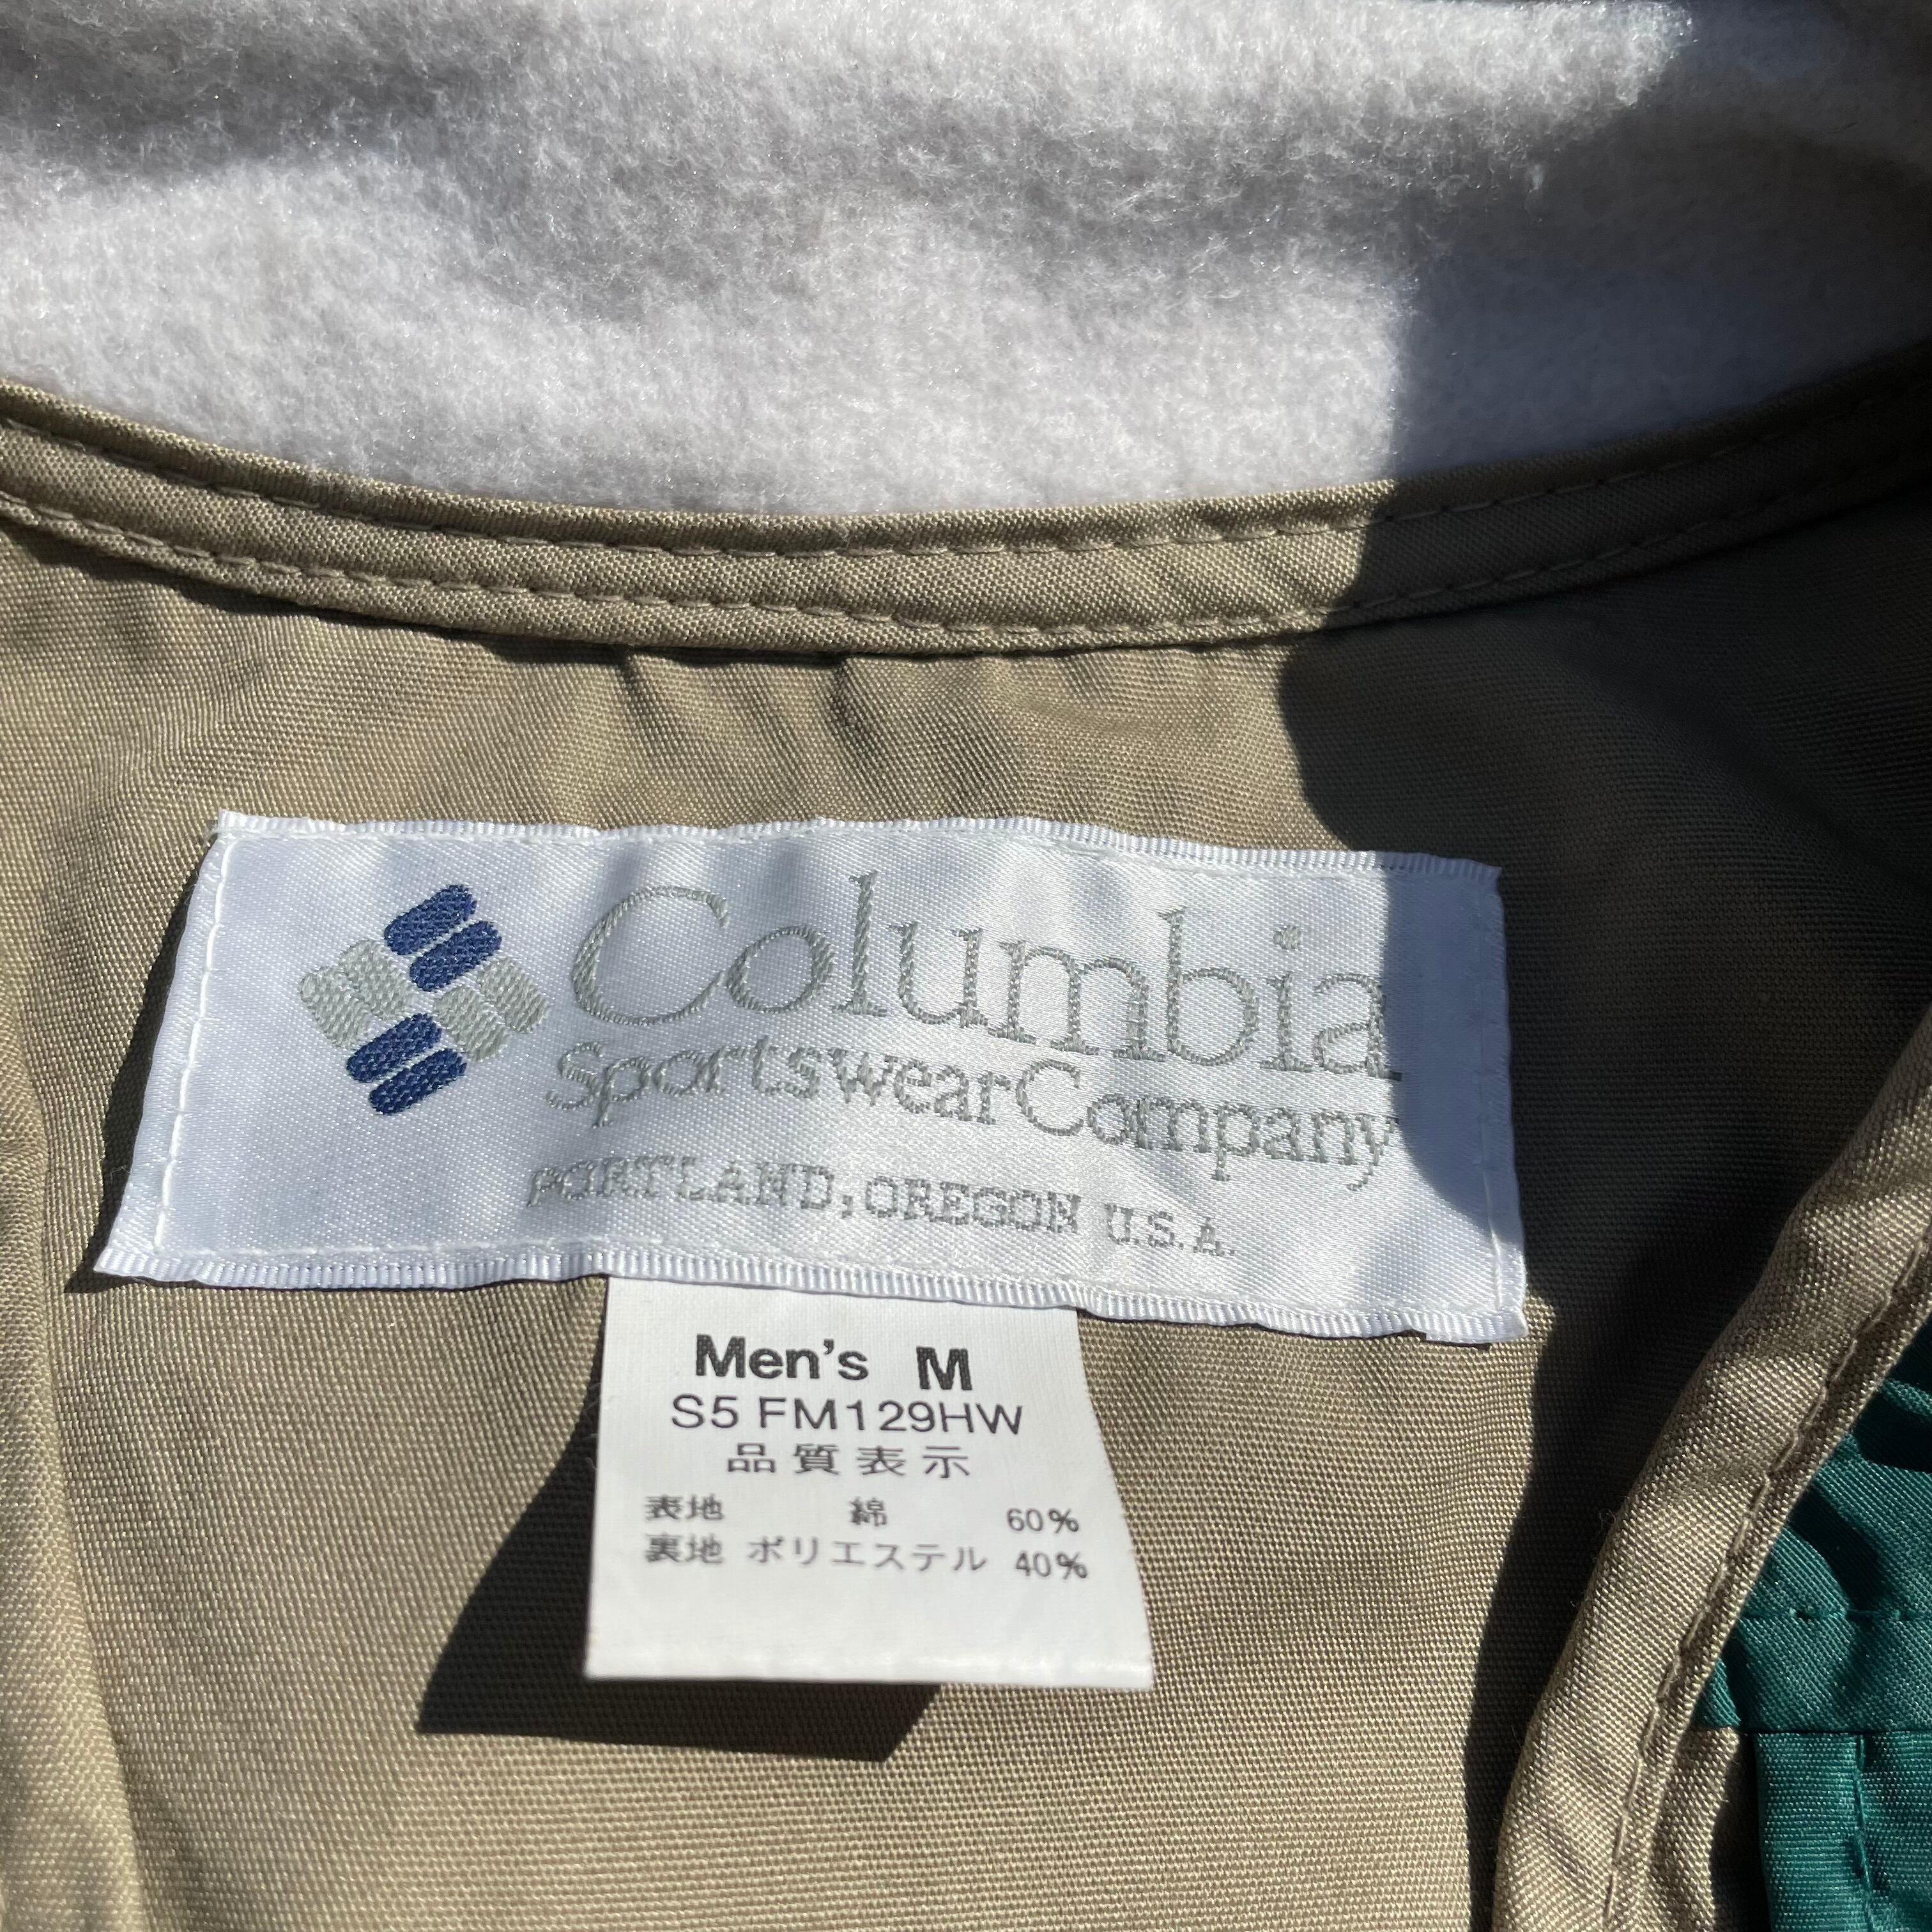 Columbia
Sportswear Company
PORTLAND, OREGON U.S.A.
Men's M
S5 FM129HW
品質表示
表地 綿 60%
裏地 ポリエステル 40%